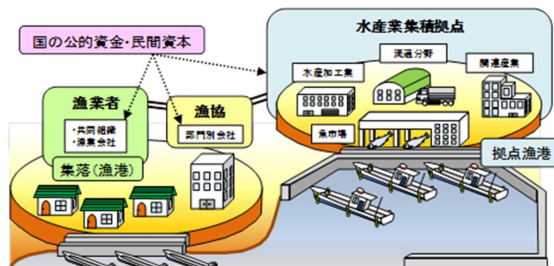 水産業集積拠点
国の公的資金・民間資本
流通分野
水産加工業
関連産業
漁業者
漁協
・共同組織
・漁業会社
部門別会社
魚市場
集落(漁港)
拠点漁港